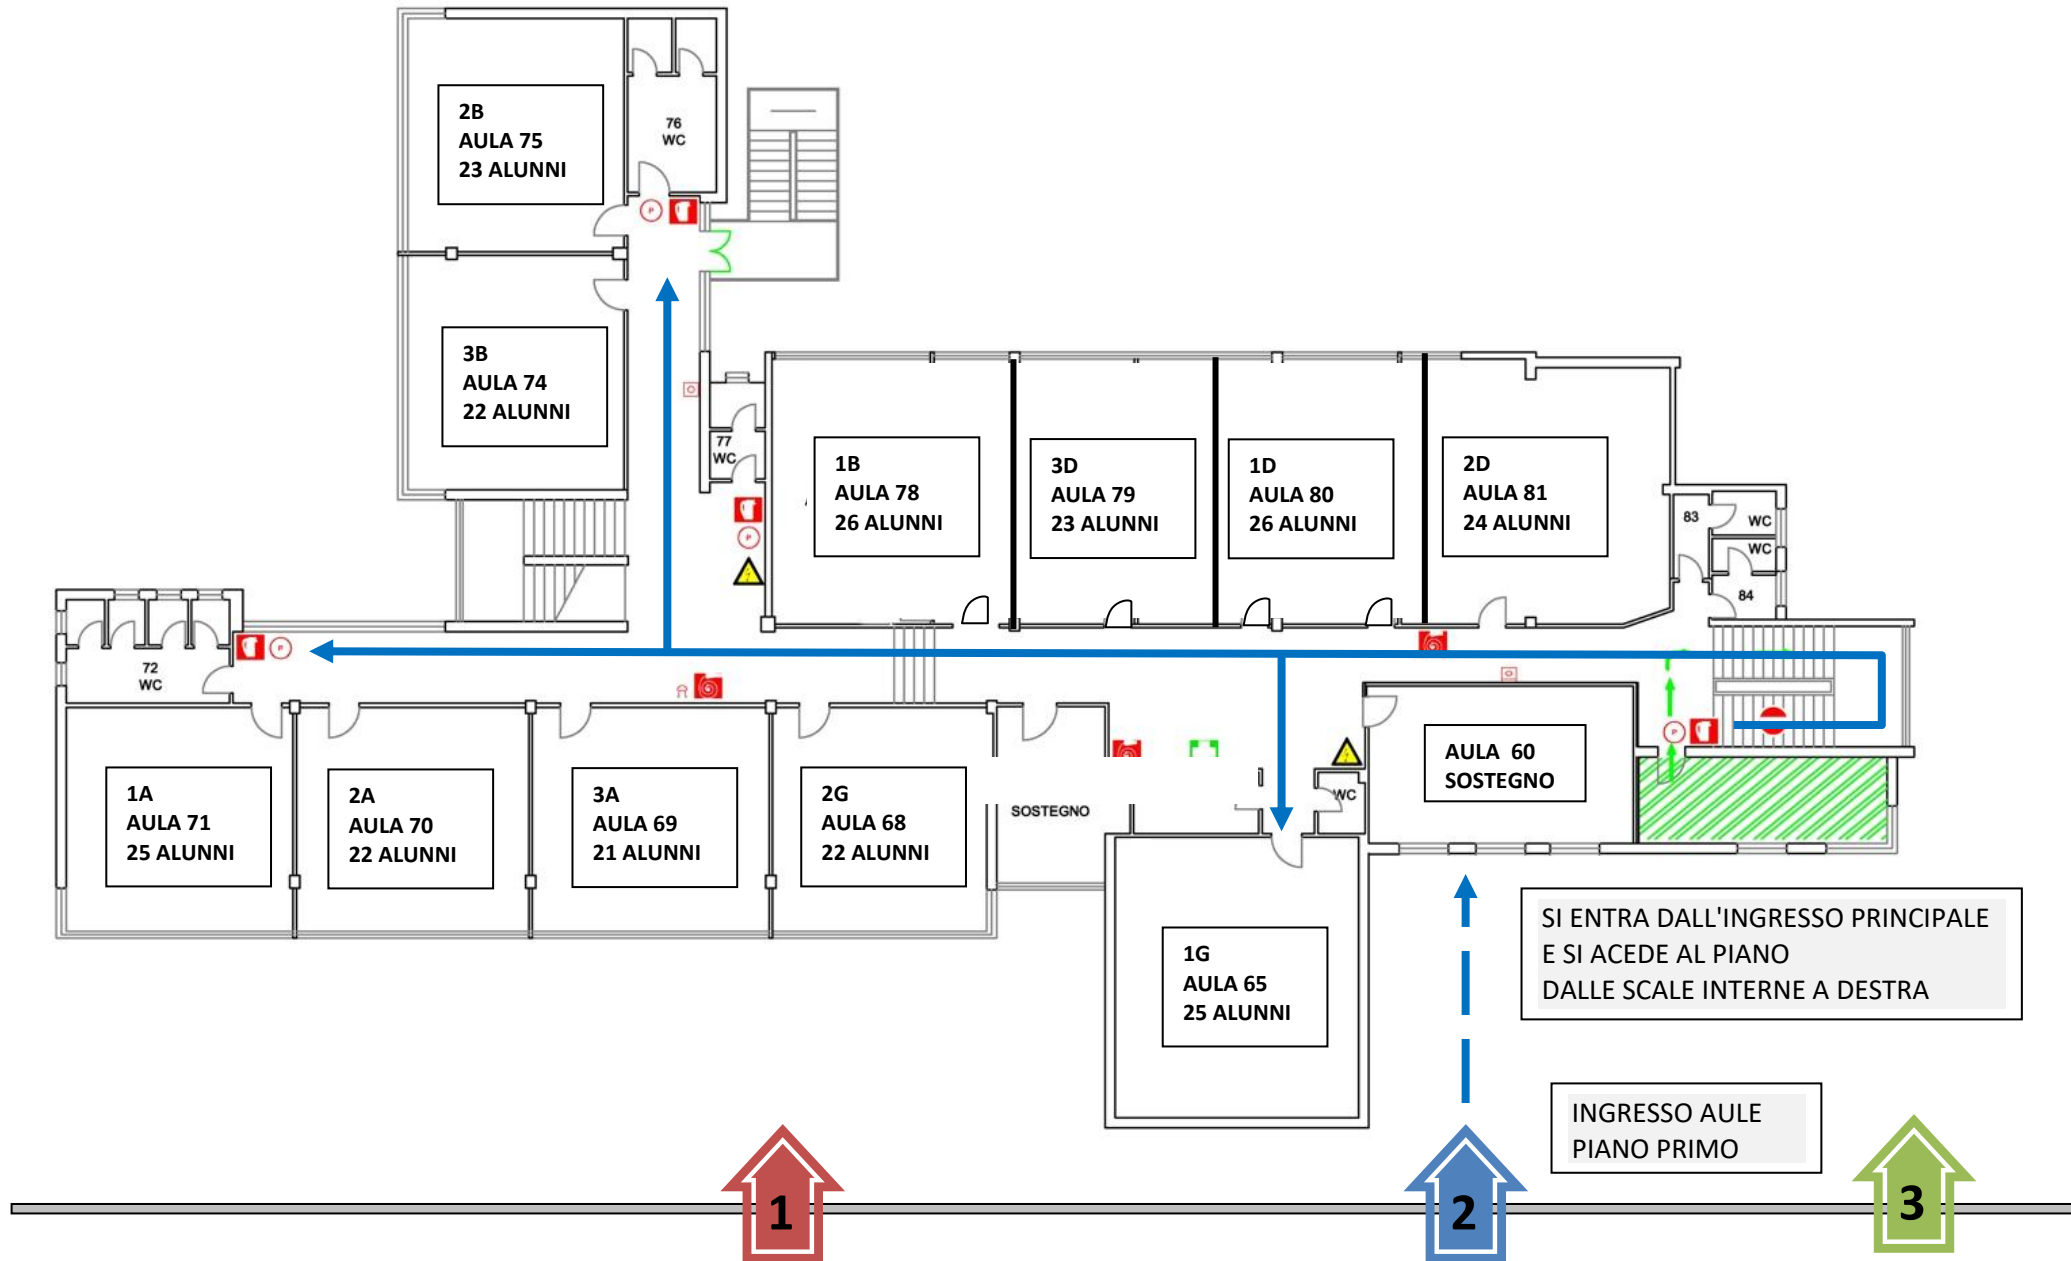 2B
AULA 75
23 ALUNNI
76
WC
P
3B
AULA 74
22 ALUNNI
77
WC
P
1B
AULA 78
26 ALUNNI
3D
AULA 79
23 ALUNNI
1D
AULA 80
26 ALUNNI
2D
AULA 81
24 ALUNNI
83
WC
WC
84
72
WC
P
P
1A
AULA 71
25 ALUNNI
2A
AULA 70
22 ALUNNI
3A
AULA 69
21 ALUNNI
2G
AULA 68
22 ALUNNI
SOSTEGNO
WC
AULA 60
SOSTEGNO
1G
AULA 65
25 ALUNNI
SI ENTRA DALL'INGRESSO PRINCIPALE
E SI ACEDE AL PIANO
DALLE SCALE INTERNE A DESTRA
INGRESSO AULE
PIANO PRIMO
1
2
3